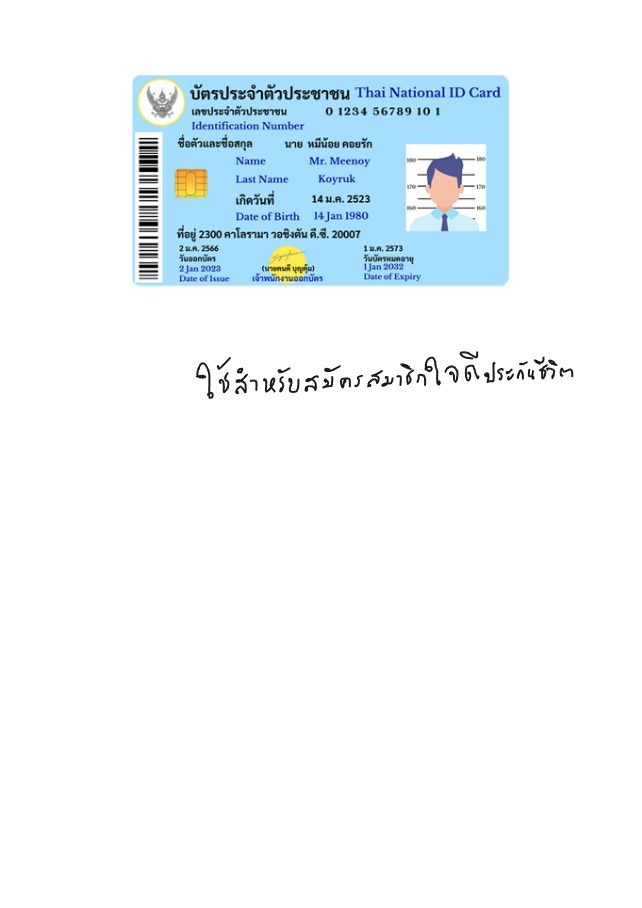 บัตรประจำตัวประชาชน Thai National ID Card
เลขประจำตัวประชาชน 0 1234 56789 10 1
Identification Number
ชื่อตัวและชื่อสกุล นาย หมีน้อย คอยรัก
Name Mr. Meenoy
Last Name Koyruk
เกิดวันที่ 14 ม.ค. 2523
Date of Birth 14 Jan 1980
ที่อยู่ 2300 คาโลรามา วอชิงตัน ดี.ซี. 20007
180 180
170 170
160 160
2 ม.ค. 2566 1 ม.ค. 2573
วันออกบัตร (นายคนดี บุญคุ้ม) วันบัตรหมดอายุ
2 Jan 2023 1 Jan 2032
Date of Issue เจ้าพนักงานออกบัตร Date of Expiry
ใช้สำหรับสมัครสมาชิกใจดีประกันชีวิต